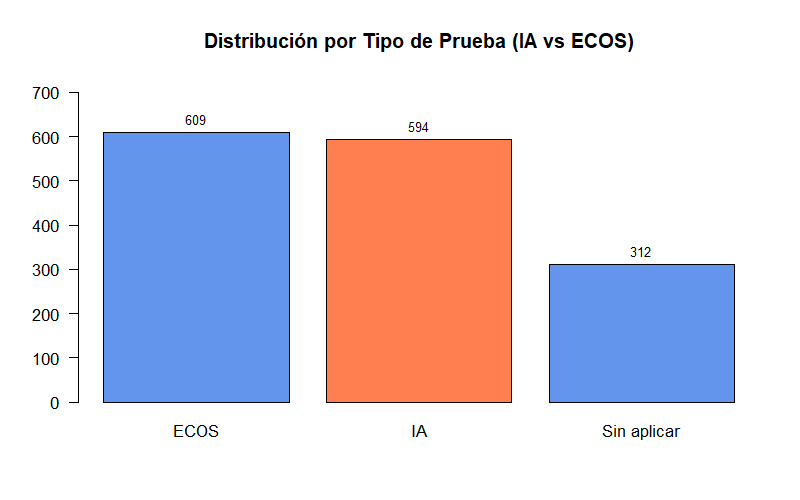 Distribución por Tipo de Prueba (IA vs ECOS)
700
600
500
400
300
200
100
0
609
594
312
ECOS
IA
Sin aplicar